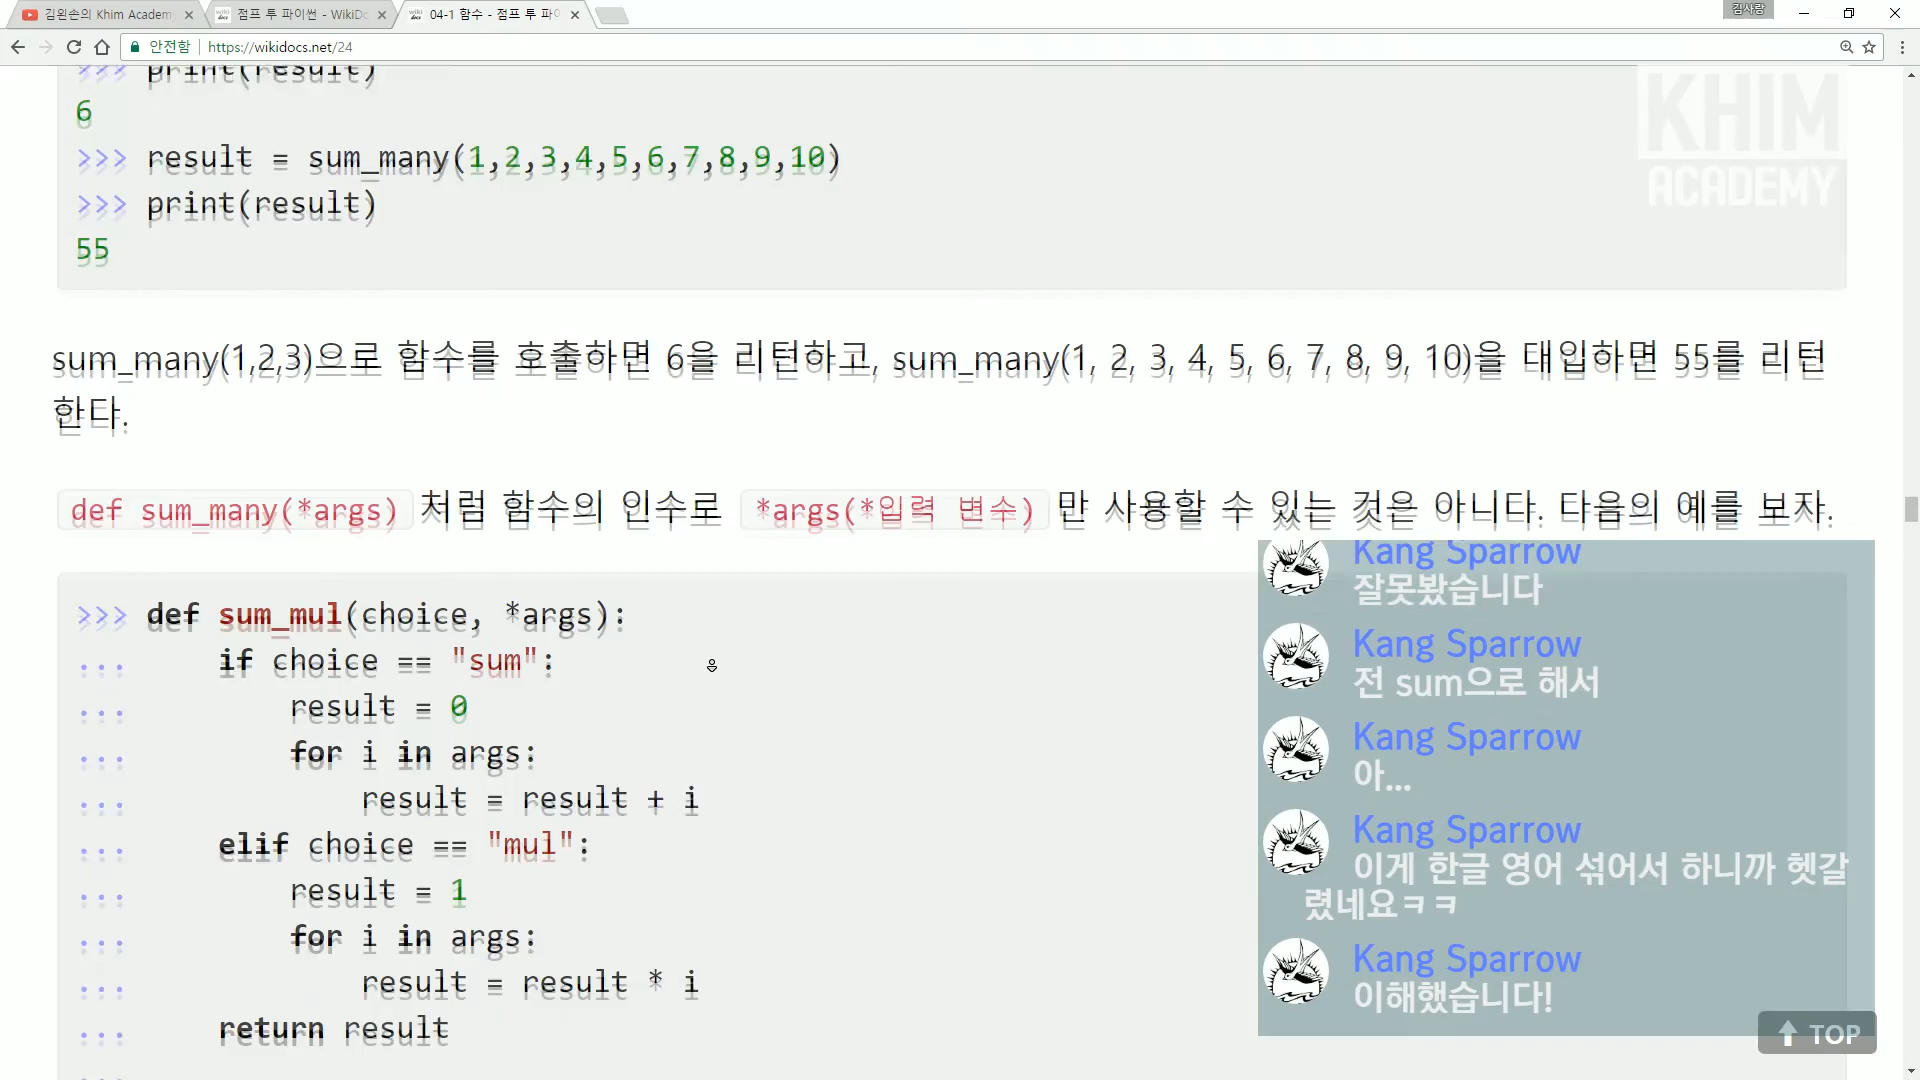 김왼손의 Khim Academy
점프 투 파이썬 - WikiDo
04-1 함수 - 점프 투 파이
김사랑
안전함
https://wikidocs.net/24
>>> print(result)
6
>>> result = sum_many(1,2,3,4,5,6,7,8,9,10)
>>> print(result)
55
KHIM
ACADEMY
sum_many(1,2,3)으로 함수를 호출하면 6을 리턴하고, sum_many(1, 2, 3, 4, 5, 6, 7, 8, 9, 10)을 대입하면 55를 리턴
한다.
def sum_many(*args) 처럼 함수의 인수로 *args(*입력 변수) 만 사용할 수 있는 것은 아니다. 다음의 예를 보자.
>>> def sum_mul(choice, *args):
...     if choice == "sum":
...         result = 0
...         for i in args:
...             result = result + i
...     elif choice == "mul":
...         result = 1
...         for i in args:
...             result = result * i
...     return result
Kang Sparrow
잘못봤습니다
Kang Sparrow
전 sum으로 해서
Kang Sparrow
아...
Kang Sparrow
이게 한글 영어 섞어서 하니까 헷갈
렸네요ㅋㅋ
Kang Sparrow
이해했습니다!
TOP